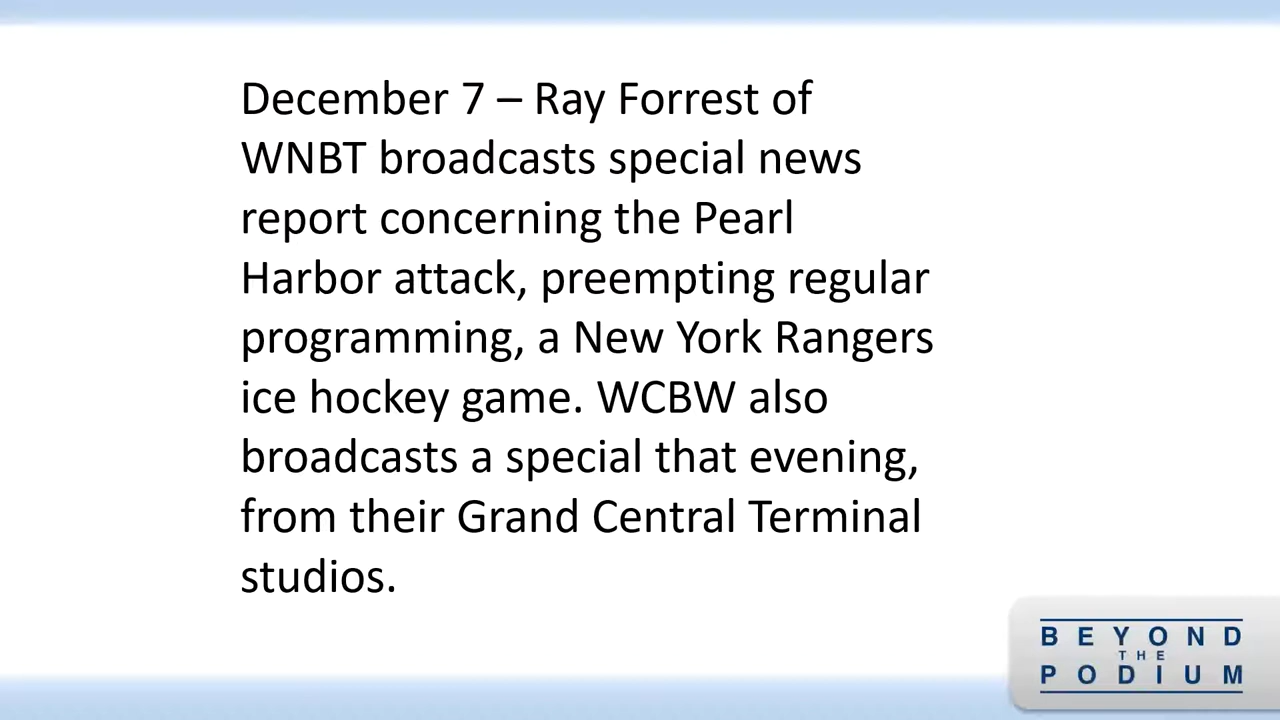 December 7 – Ray Forrest of
WNBT broadcasts special news
report concerning the Pearl
Harbor attack, preempting regular
programming, a New York Rangers
ice hockey game. WCBW also
broadcasts a special that evening,
from their Grand Central Terminal
studios.
BEYOND
THE
PODIUM